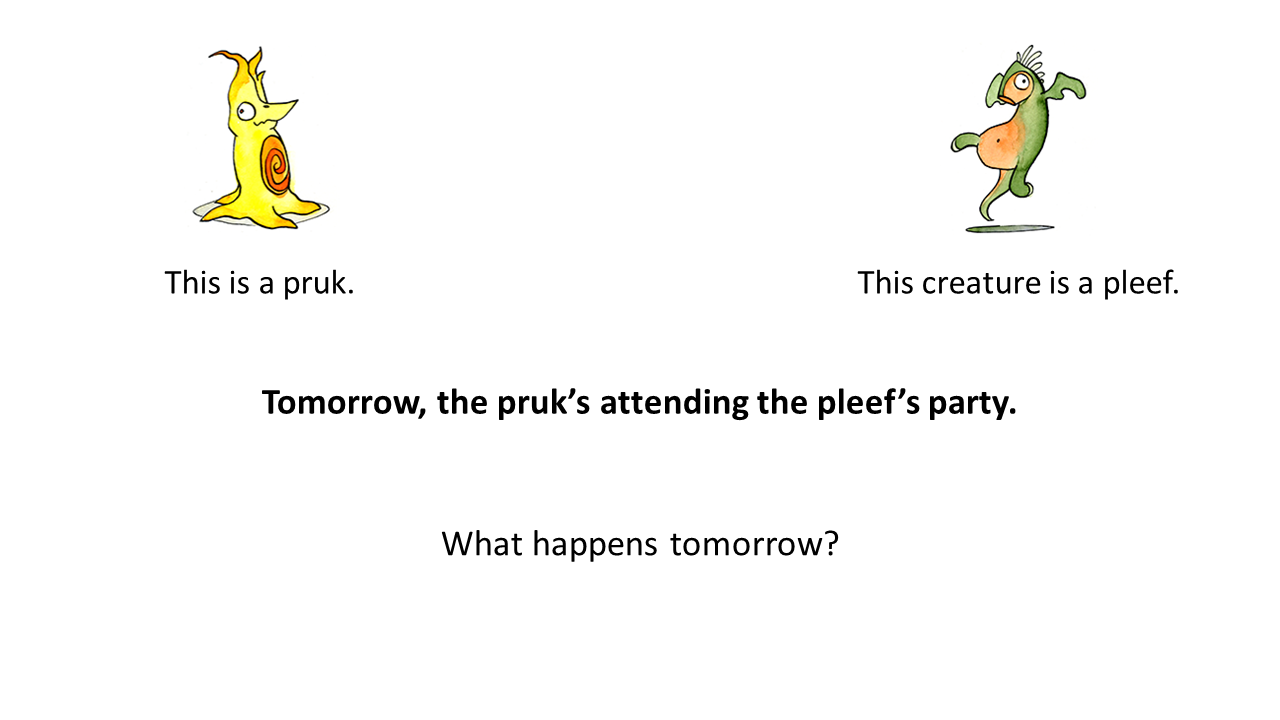 This is a pruk.
This creature is a pleef.
Tomorrow, the pruk’s attending the pleef’s party.
What happens tomorrow?